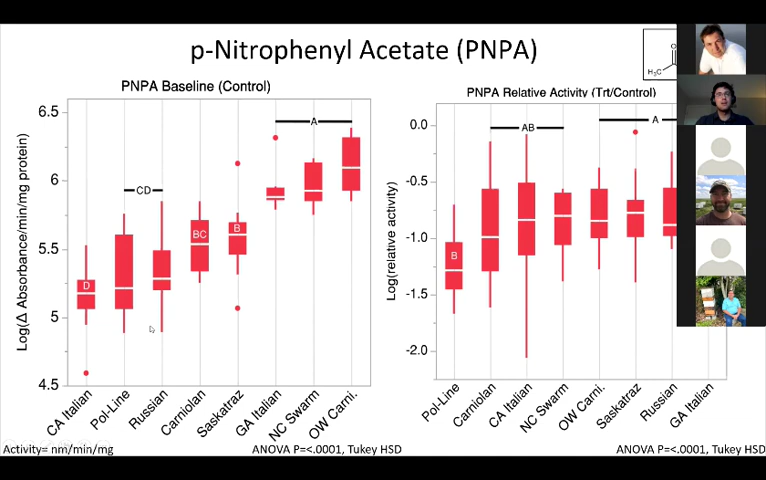 p-Nitrophenyl Acetate (PNPA)
PNPA Baseline (Control)
Log(Δ Absorbance/min/mg protein)
6.5
6
5.5
5
4.5
D
CD
BC
B
A
CA Italian
Pol-Line
Russian
Carniolan
Saskatraz
GA Italian
NC Swarm
OW Carni.
Activity= nm/min/mg
ANOVA P=<.0001, Tukey HSD
PNPA Relative Activity (Trt/Control)
H₃C
O
Log(relative activity)
0.0
-0.5
-1.0
-1.5
-2.0
B
AB
A
Pol-Line
Carniolan
CA Italian
NC Swarm
OW Carni.
Saskatraz
Russian
GA Italian
ANOVA P=<.0001, Tukey HSD